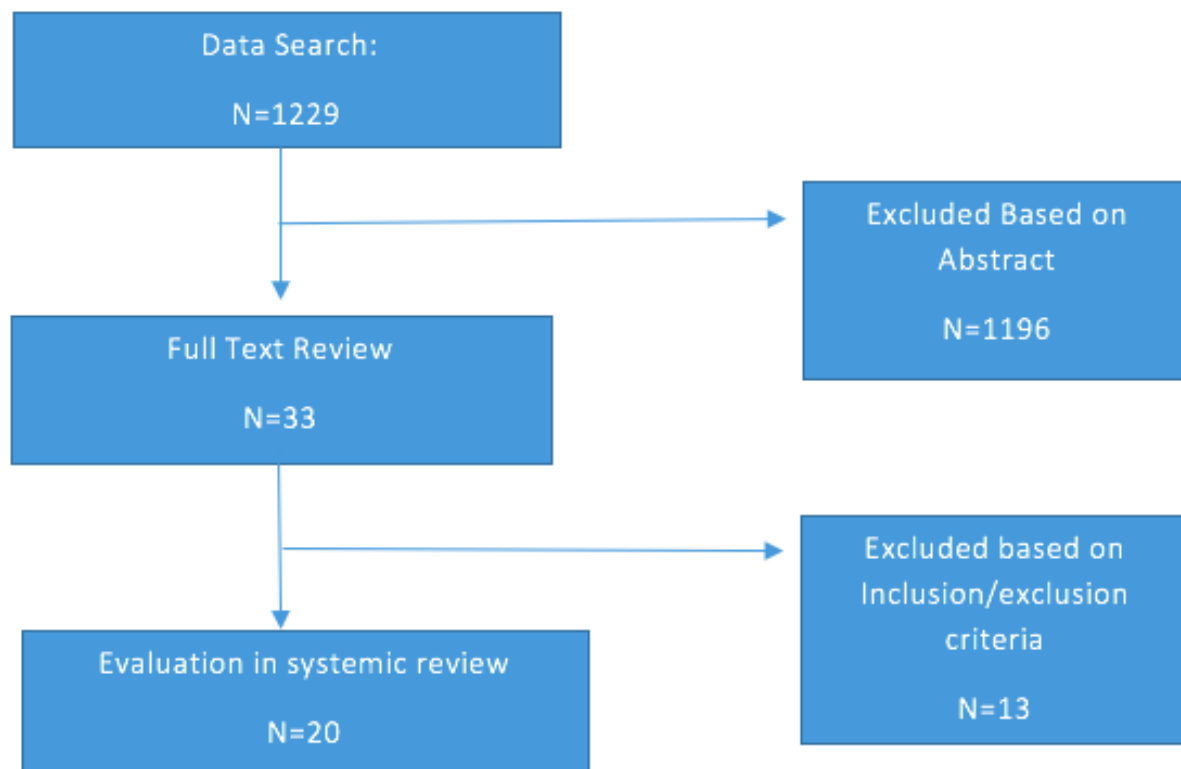 Data Search:
N=1229
Excluded Based on
Abstract
N=1196
Full Text Review
N=33
Excluded based on
Inclusion/exclusion
criteria
N=13
Evaluation in systemic review
N=20